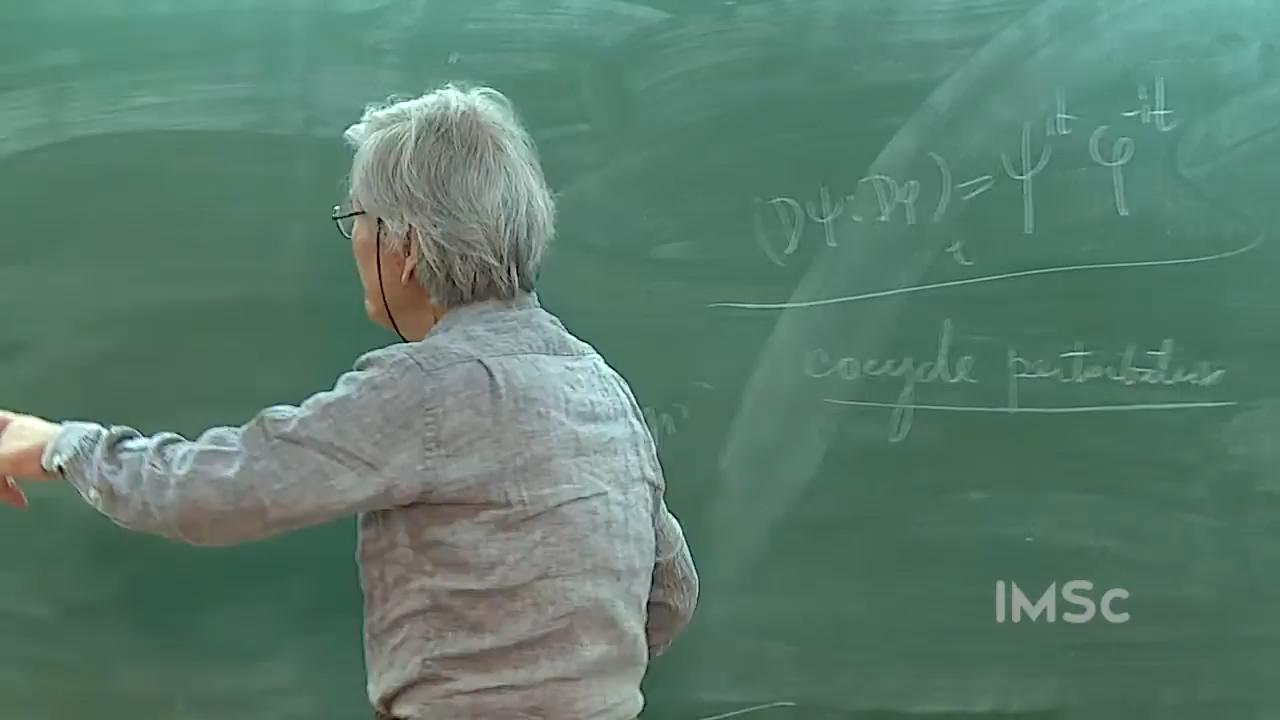 (Dψ : Dφ)_t = ψ^{it} φ^{-it}
cocycle perturbation
IMSc